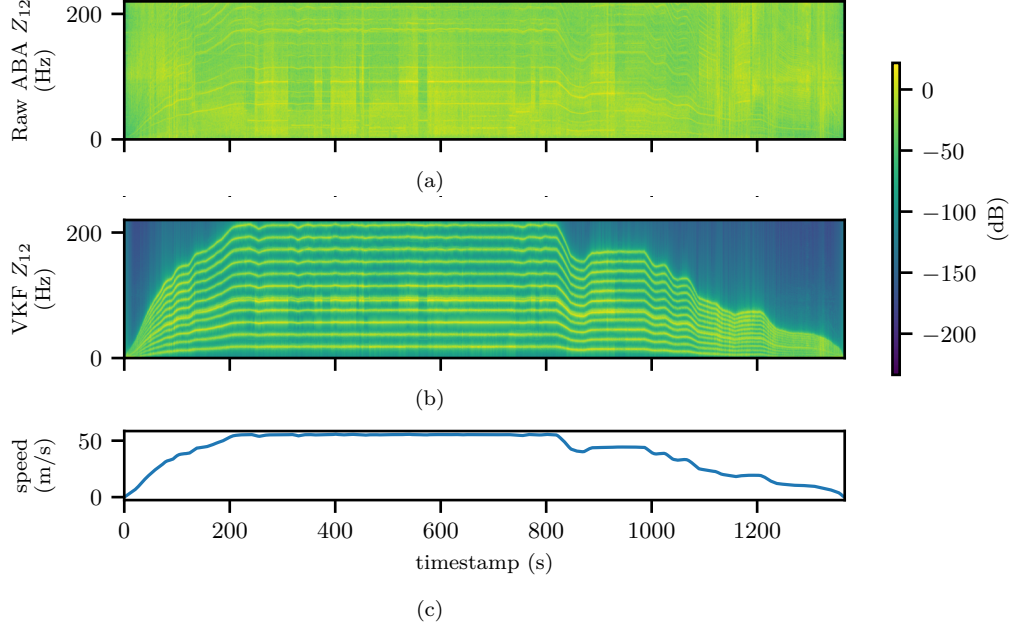 Raw ABA Z12
(Hz)
200
0
(a)
VKF Z12
(Hz)
200
0
(b)
speed
(m/s)
50
0
0 200 400 600 800 1000 1200
timestamp (s)
(c)
0
−50
−100
−150
−200
(dB)